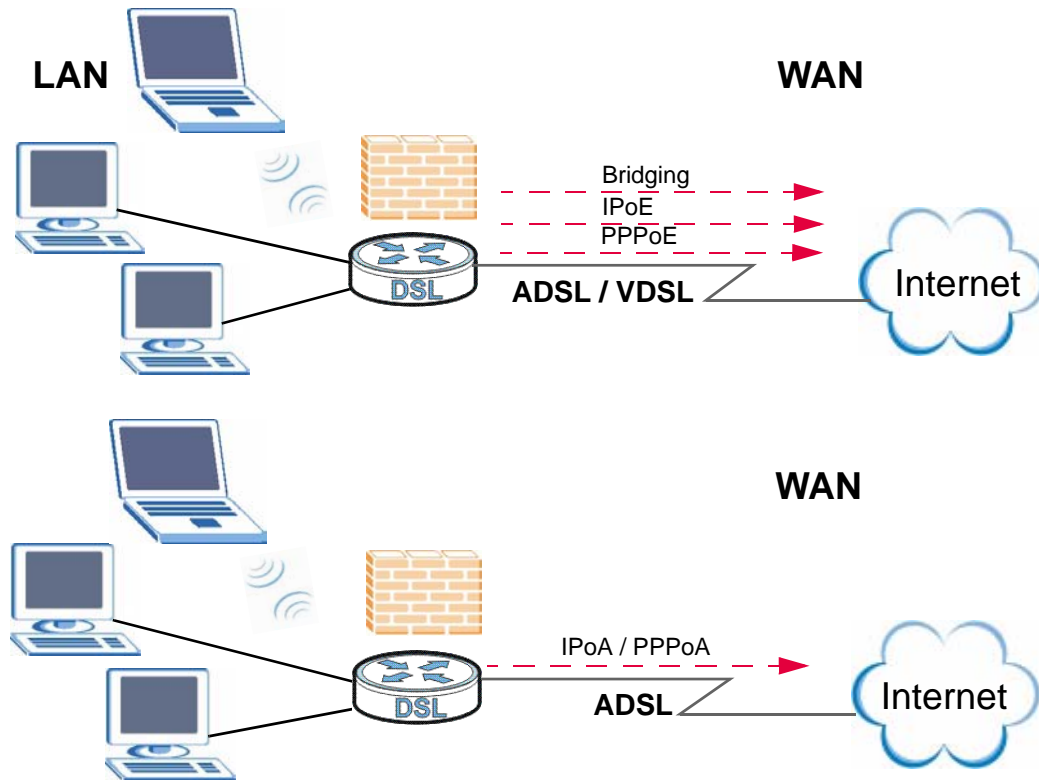 LAN
WAN
Bridging
IPoE
PPPoE
DSL
ADSL / VDSL
Internet
WAN
IPoA / PPPoA
DSL
ADSL
Internet